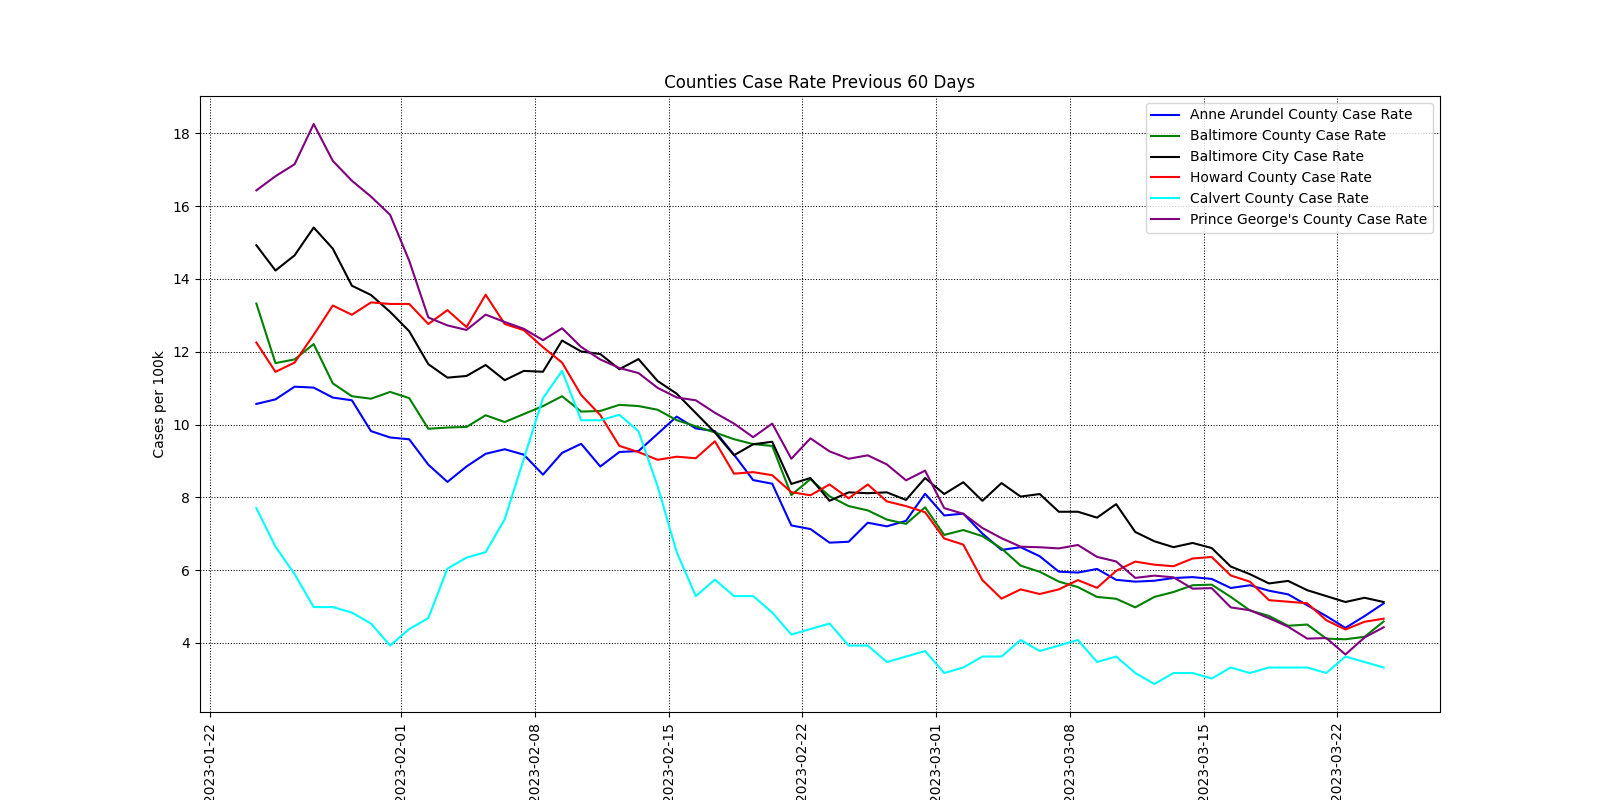 Counties Case Rate Previous 60 Days
Anne Arundel County Case Rate
Baltimore County Case Rate
Baltimore City Case Rate
Howard County Case Rate
Calvert County Case Rate
Prince George's County Case Rate
Cases per 100k
18
16
14
12
10
8
6
4
2023-01-22
2023-02-01
2023-02-08
2023-02-15
2023-02-22
2023-03-01
2023-03-08
2023-03-15
2023-03-22